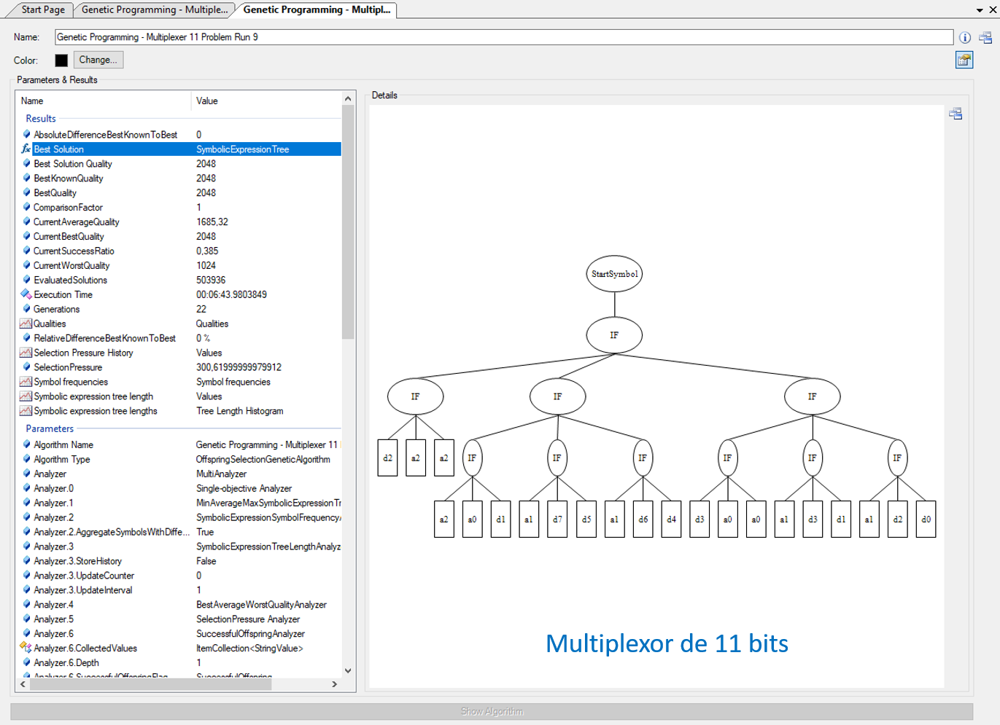 Start Page
Genetic Programming - Multiple...
Genetic Programming - Multipl...
Name:
Genetic Programming - Multiplexer 11 Problem Run 9
Color:
Change...
Parameters & Results
Name Value
Results
AbsoluteDifferenceBestKnownToBest 0
Best Solution SymbolicExpressionTree
Best Solution Quality 2048
BestKnownQuality 2048
BestQuality 2048
ComparisonFactor 1
CurrentAverageQuality 1685,32
CurrentBestQuality 2048
CurrentSuccessRatio 0,385
CurrentWorstQuality 1024
EvaluatedSolutions 503936
Execution Time 00:06:43.9803849
Generations 22
Qualities Qualities
RelativeDifferenceBestKnownToBest 0 %
Selection Pressure History Values
SelectionPressure 300,61999999979912
Symbol frequencies Symbol frequencies
Symbolic expression tree length Values
Symbolic expression tree lengths Tree Length Histogram
Parameters
Algorithm Name Genetic Programming - Multiplexer 11
Algorithm Type OffspringSelectionGeneticAlgorithm
Analyzer MultiAnalyzer
Analyzer.0 Single-objective Analyzer
Analyzer.1 MinAverageMaxSymbolicExpressionTr
Analyzer.2 SymbolicExpressionSymbolFrequencyA
Analyzer.2.AggregateSymbolsWithDiffe... True
Analyzer.3 SymbolicExpressionTreeLengthAnalyz
Analyzer.3.StoreHistory False
Analyzer.3.UpdateCounter 0
Analyzer.3.UpdateInterval 1
Analyzer.4 BestAverageWorstQualityAnalyzer
Analyzer.5 SelectionPressure Analyzer
Analyzer.6 SuccessfulOffspringAnalyzer
Analyzer.6.CollectedValues ItemCollection<StringValue>
Analyzer.6.Depth 1
Analyzer.6.SuccessfulOffspringFlag SuccessfulOffspring
Details
StartSymbol
IF
IF IF IF
d2 a2 a2 IF IF IF IF IF IF
a2 a0 d1 a1 d7 d5 a1 d6 d4 d3 a0 a0 a1 d3 d1 a1 d2 d0
Multiplexor de 11 bits
Show Algorithm